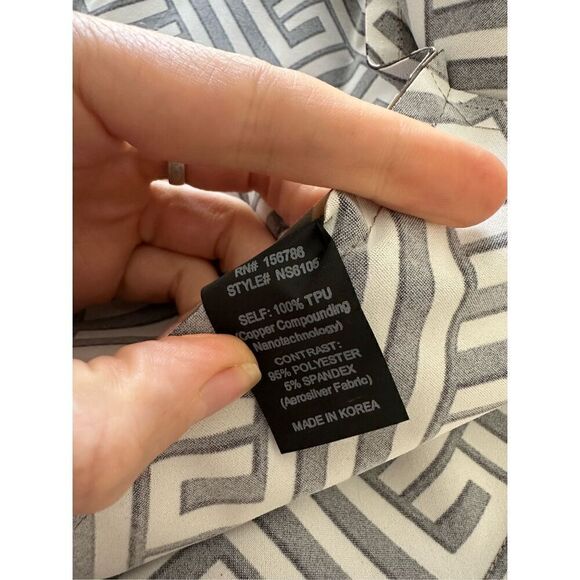 RN# 156786
STYLE# NS6105
SELF: 100% TPU
(Copper Compounding
Nanotechnology)
CONTRAST:
95% POLYESTER
5% SPANDEX
(Aerosilver Fabric)
MADE IN KOREA